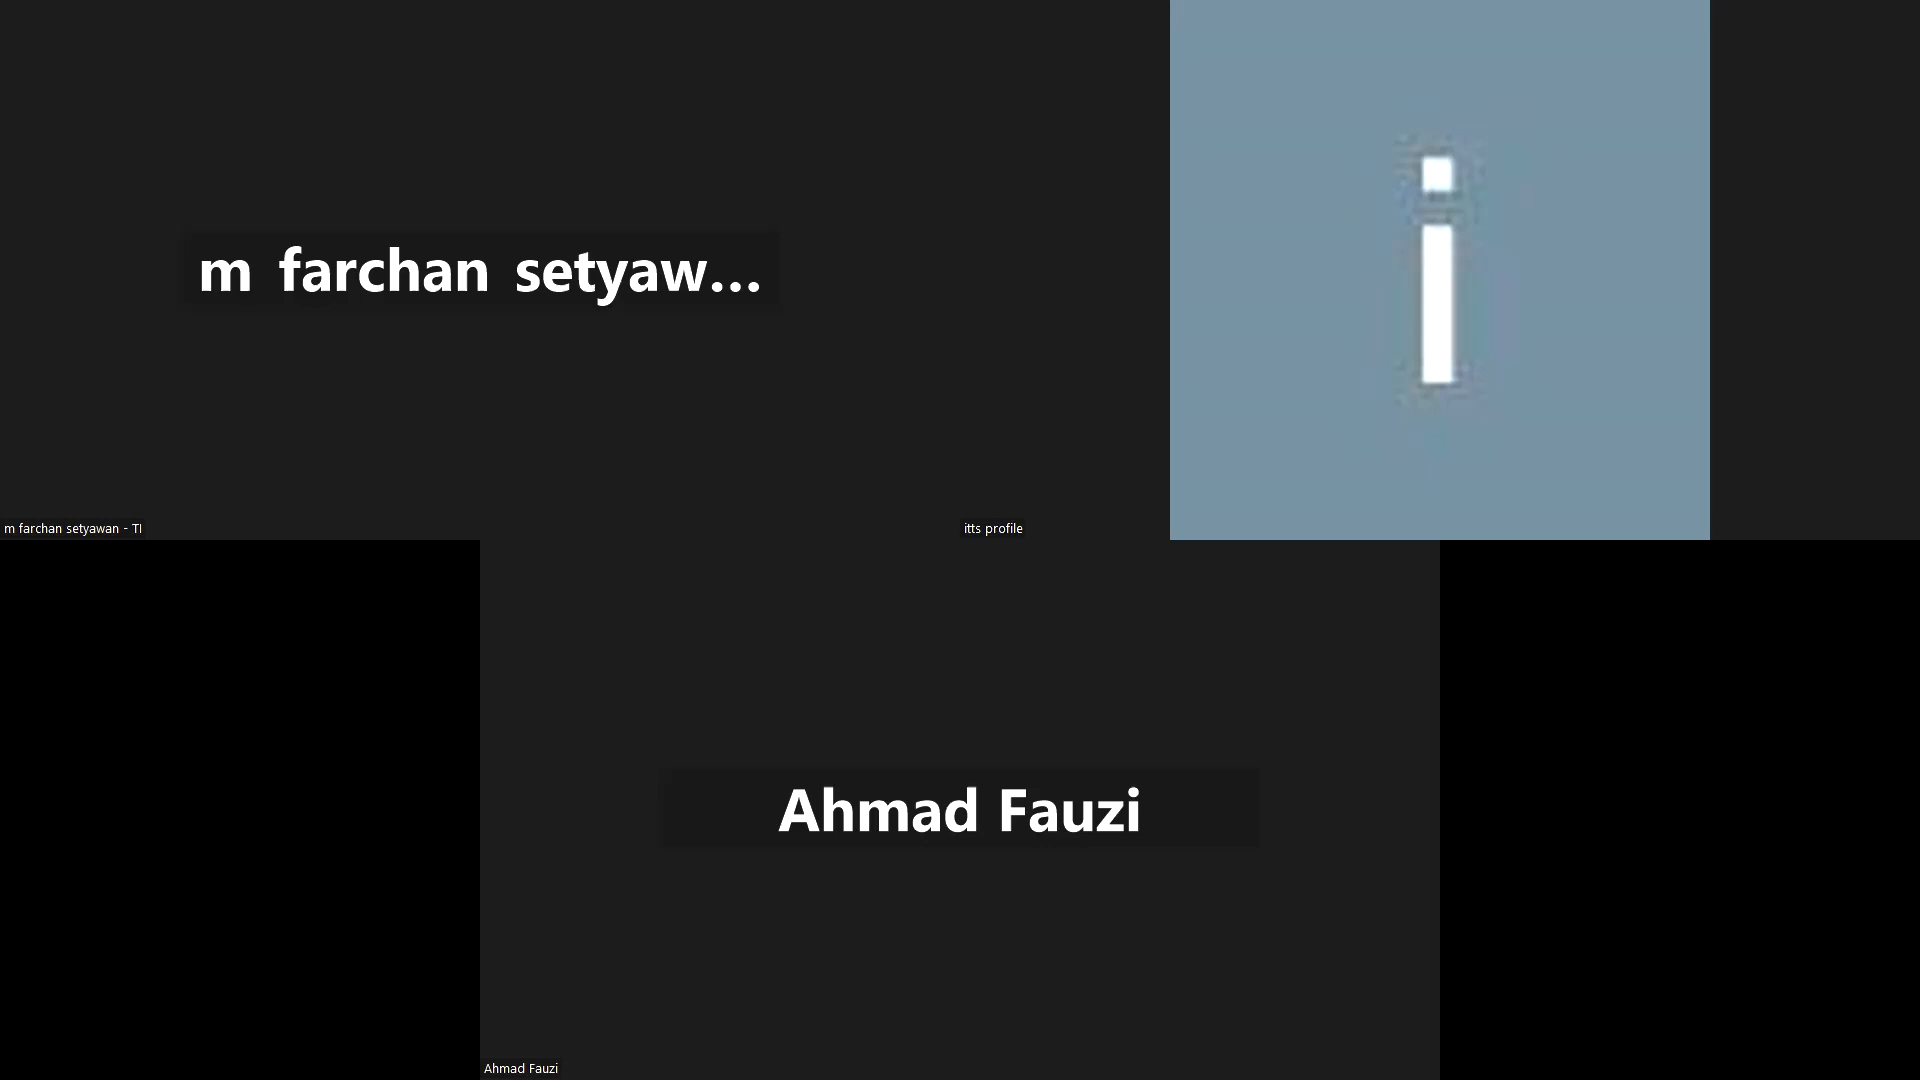 m farchan setyaw...
i
m farchan setyawan - TI
itts profile
Ahmad Fauzi
Ahmad Fauzi